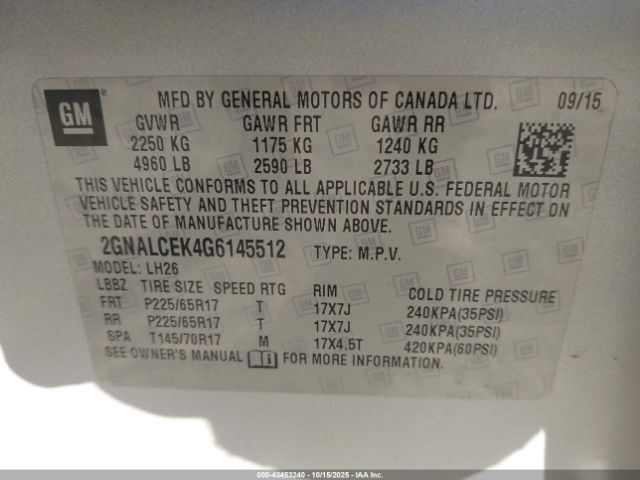 GM ®
MFD BY GENERAL MOTORS OF CANADA LTD. 09/15
GVWR GAWR FRT GAWR RR
2250 KG 1175 KG 1240 KG
4960 LB 2590 LB 2733 LB
THIS VEHICLE CONFORMS TO ALL APPLICABLE U.S. FEDERAL MOTOR
VEHICLE SAFETY AND THEFT PREVENTION STANDARDS IN EFFECT ON
THE DATE OF MANUFACTURE SHOWN ABOVE.
2GNALCEK4G6145512 TYPE: M.P.V.
MODEL: LH26
LBBZ TIRE SIZE SPEED RTG RIM COLD TIRE PRESSURE
FRT P225/65R17 T 17X7J 240KPA(35PSI)
RR P225/65R17 T 17X7J 240KPA(35PSI)
SPA T145/70R17 M 17X4.5T 420KPA(60PSI)
SEE OWNER'S MANUAL FOR MORE INFORMATION.
000-43453240 - 10/15/2025 - IAA Inc.